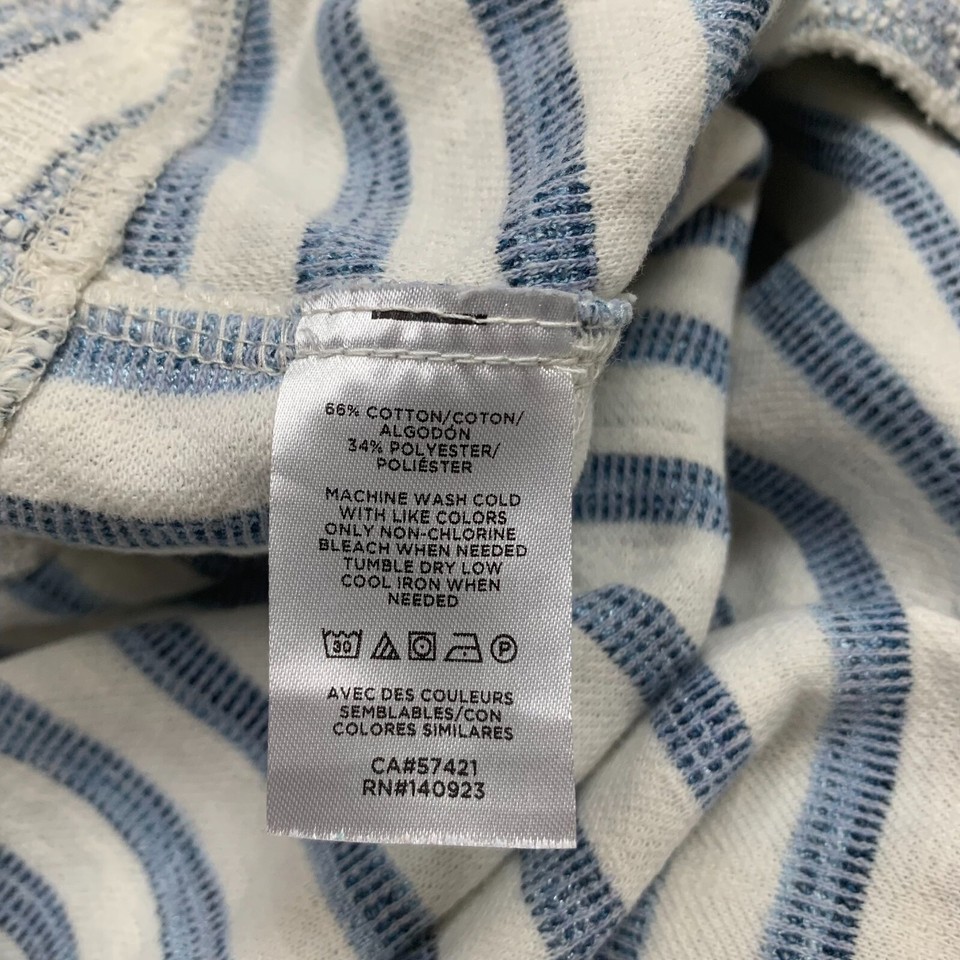 66% COTTON/COTON/
ALGODÓN
34% POLYESTER/
POLIÉSTER
MACHINE WASH COLD
WITH LIKE COLORS
ONLY NON-CHLORINE
BLEACH WHEN NEEDED
TUMBLE DRY LOW
COOL IRON WHEN
NEEDED
30 P
AVEC DES COULEURS
SEMBLABLES/CON
COLORES SIMILARES
CA#57421
RN#140923